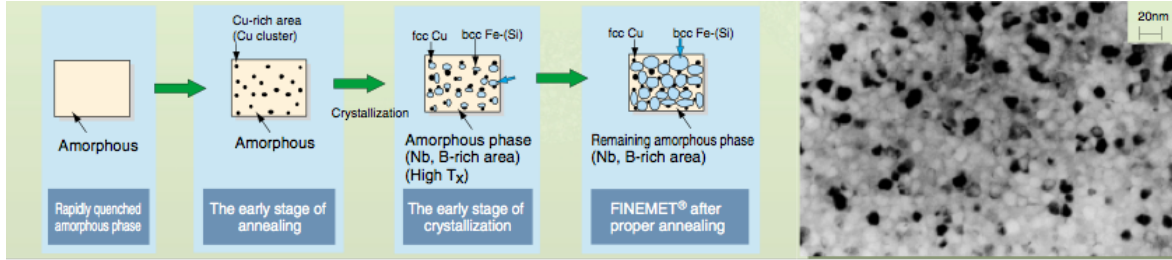 Amorphous
Rapidly quenched
amorphous phase
Cu-rich area
(Cu cluster)
Amorphous
The early stage of
annealing
Crystallization
fcc Cu
bcc Fe-(Si)
Amorphous phase
(Nb, B-rich area)
(High Tx)
The early stage of
crystallization
fcc Cu
bcc Fe-(Si)
Remaining amorphous phase
(Nb, B-rich area)
FINEMET® after
proper annealing
20nm